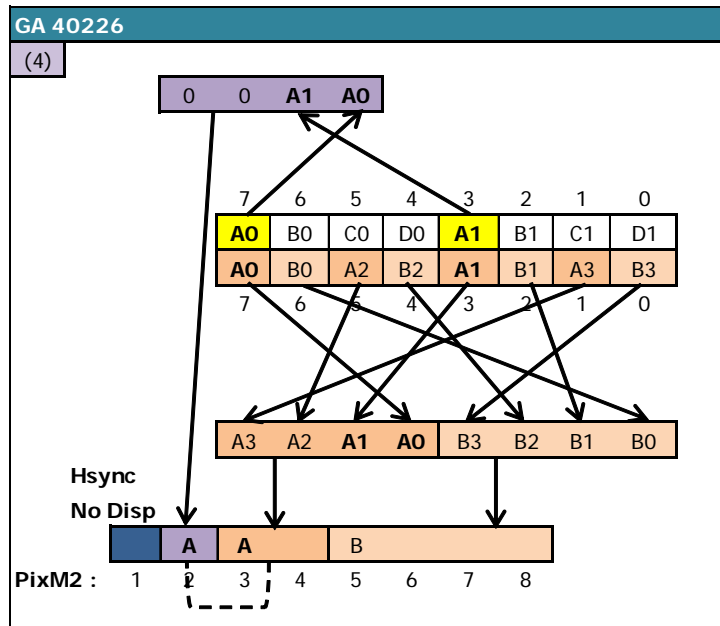 GA 40226
(4)
0 0 A1 A0
7 6 5 4 3 2 1 0
A0 B0 C0 D0 A1 B1 C1 D1
A0 B0 A2 B2 A1 B1 A3 B3
7 6 5 4 3 2 1 0
A3 A2 A1 A0 B3 B2 B1 B0
Hsync
No Disp
A A B
PixM2 : 1 2 3 4 5 6 7 8